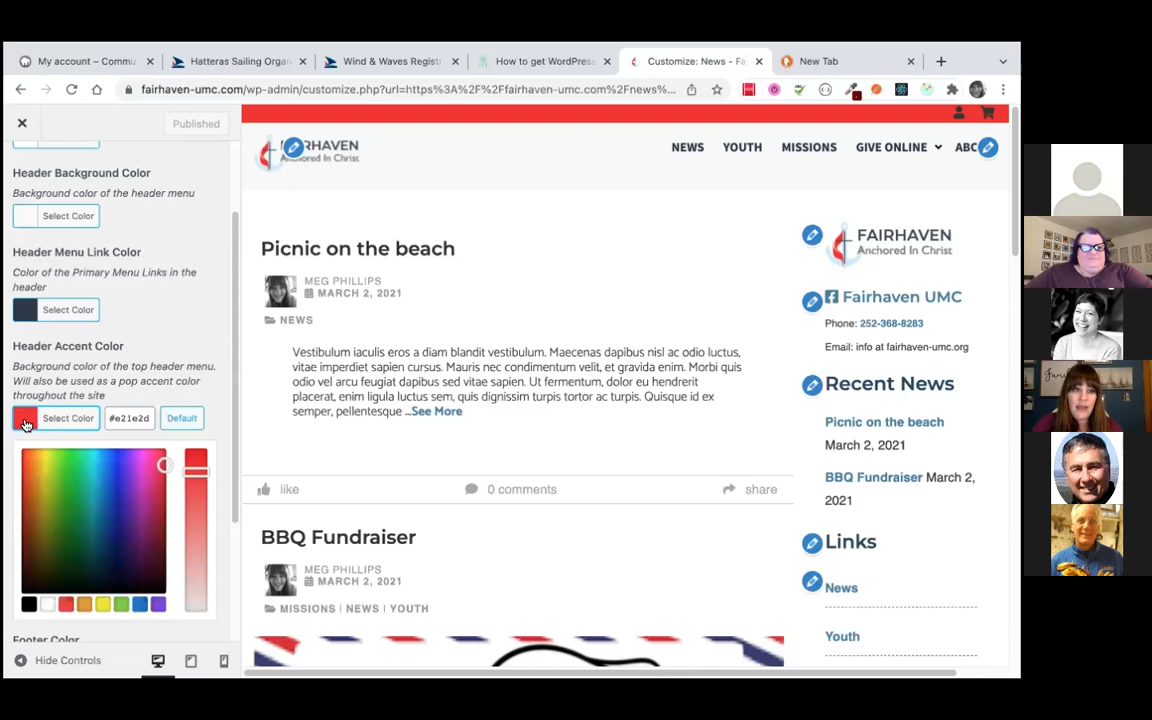 My account – Commu
Hatteras Sailing Organ
Wind & Waves Registr
How to get WordPress
Customize: News - Fa
New Tab
fairhaven-umc.com/wp-admin/customize.php?url=https%3A%2F%2Ffairhaven-umc.com%2Fnews%...
Published
Header Background Color
Background color of the header menu
Select Color
Header Menu Link Color
Color of the Primary Menu Links in the
header
Select Color
Header Accent Color
Background color of the top header menu.
Will also be used as a pop accent color
throughout the site
Select Color
#e21e2d
Default
Footer Color
Hide Controls
RHAVEN
Anchored In Christ
NEWS
YOUTH
MISSIONS
GIVE ONLINE
ABC
Picnic on the beach
MEG PHILLIPS
MARCH 2, 2021
NEWS
Vestibulum iaculis eros a diam blandit vestibulum. Maecenas dapibus nisl ac odio luctus,
vitae imperdiet sapien cursus. Mauris nec condimentum velit, et gravida enim. Morbi quis
odio vel arcu feugiat dapibus sed vitae sapien. Ut fermentum, dolor eu hendrerit
placerat, enim ligula luctus sem, quis dignissim turpis tortor ac turpis. Quisque id ex
semper, pellentesque ...See More
like
0 comments
share
BBQ Fundraiser
MEG PHILLIPS
MARCH 2, 2021
MISSIONS | NEWS | YOUTH
FAIRHAVEN
Anchored In Christ
Fairhaven UMC
Phone: 252-368-8283
Email: info at fairhaven-umc.org
Recent News
Picnic on the beach
March 2, 2021
BBQ Fundraiser March 2,
2021
Links
News
Youth